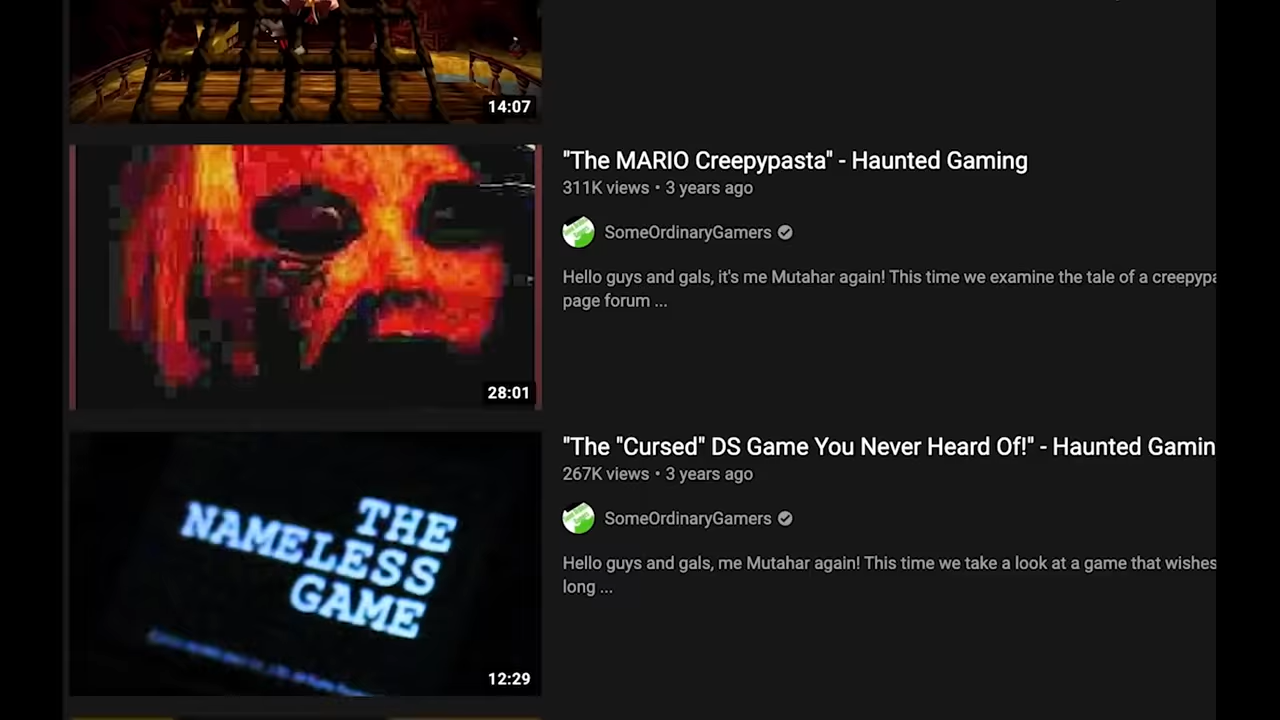 14:07
"The MARIO Creepypasta" - Haunted Gaming
311K views • 3 years ago
SomeOrdinaryGamers
Hello guys and gals, it's me Mutahar again! This time we examine the tale of a creepypa
page forum ...
28:01
"The "Cursed" DS Game You Never Heard Of!" - Haunted Gamin
267K views • 3 years ago
SomeOrdinaryGamers
Hello guys and gals, me Mutahar again! This time we take a look at a game that wishes
long ...
THE
NAMELESS
GAME
12:29